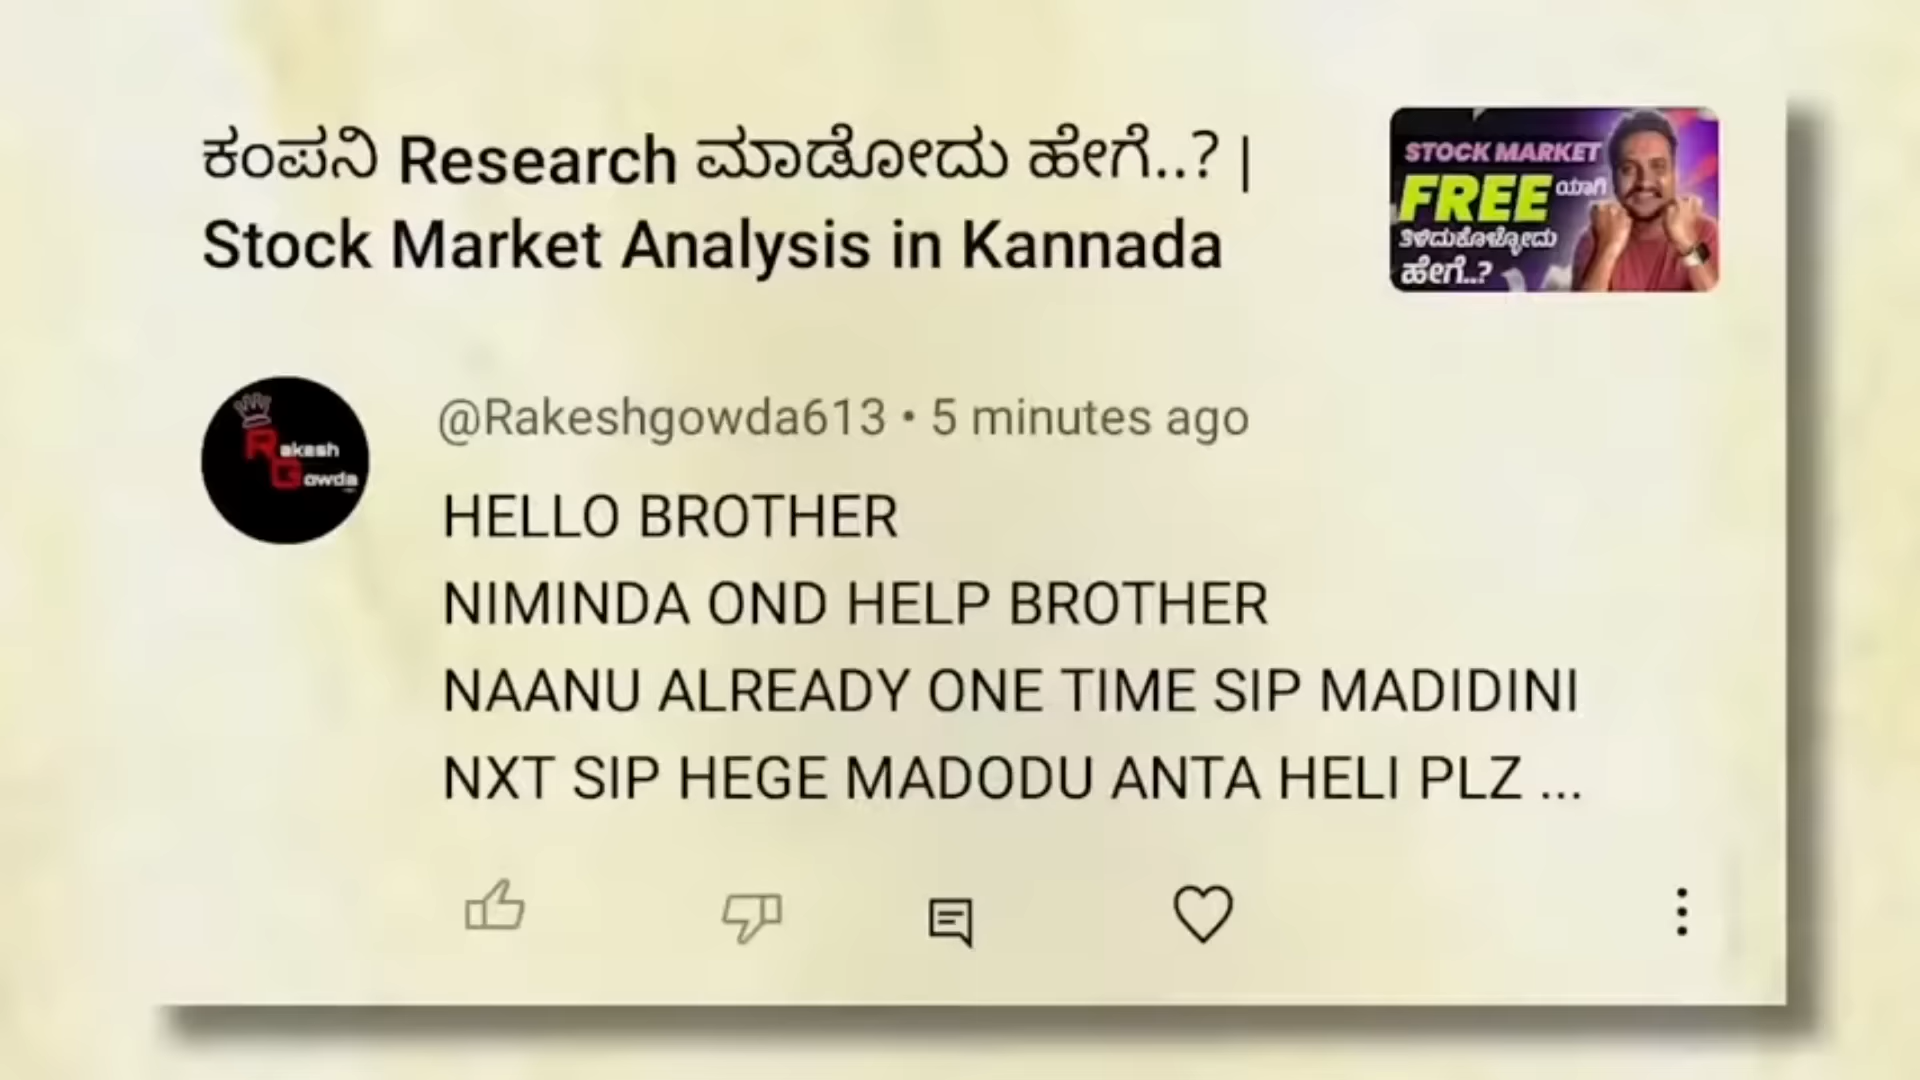 ಕಂಪನಿ Research ಮಾಡೋದು ಹೇಗೆ..? |
Stock Market Analysis in Kannada
STOCK MARKET
FREE ಯಾಗಿ
ತಿಳಿದುಕೊಳ್ಳೋದು
ಹೇಗೆ..?
Rakesh
Gowda
@Rakeshgowda613 • 5 minutes ago
HELLO BROTHER
NIMINDA OND HELP BROTHER
NAANU ALREADY ONE TIME SIP MADIDINI
NXT SIP HEGE MADODU ANTA HELI PLZ ...